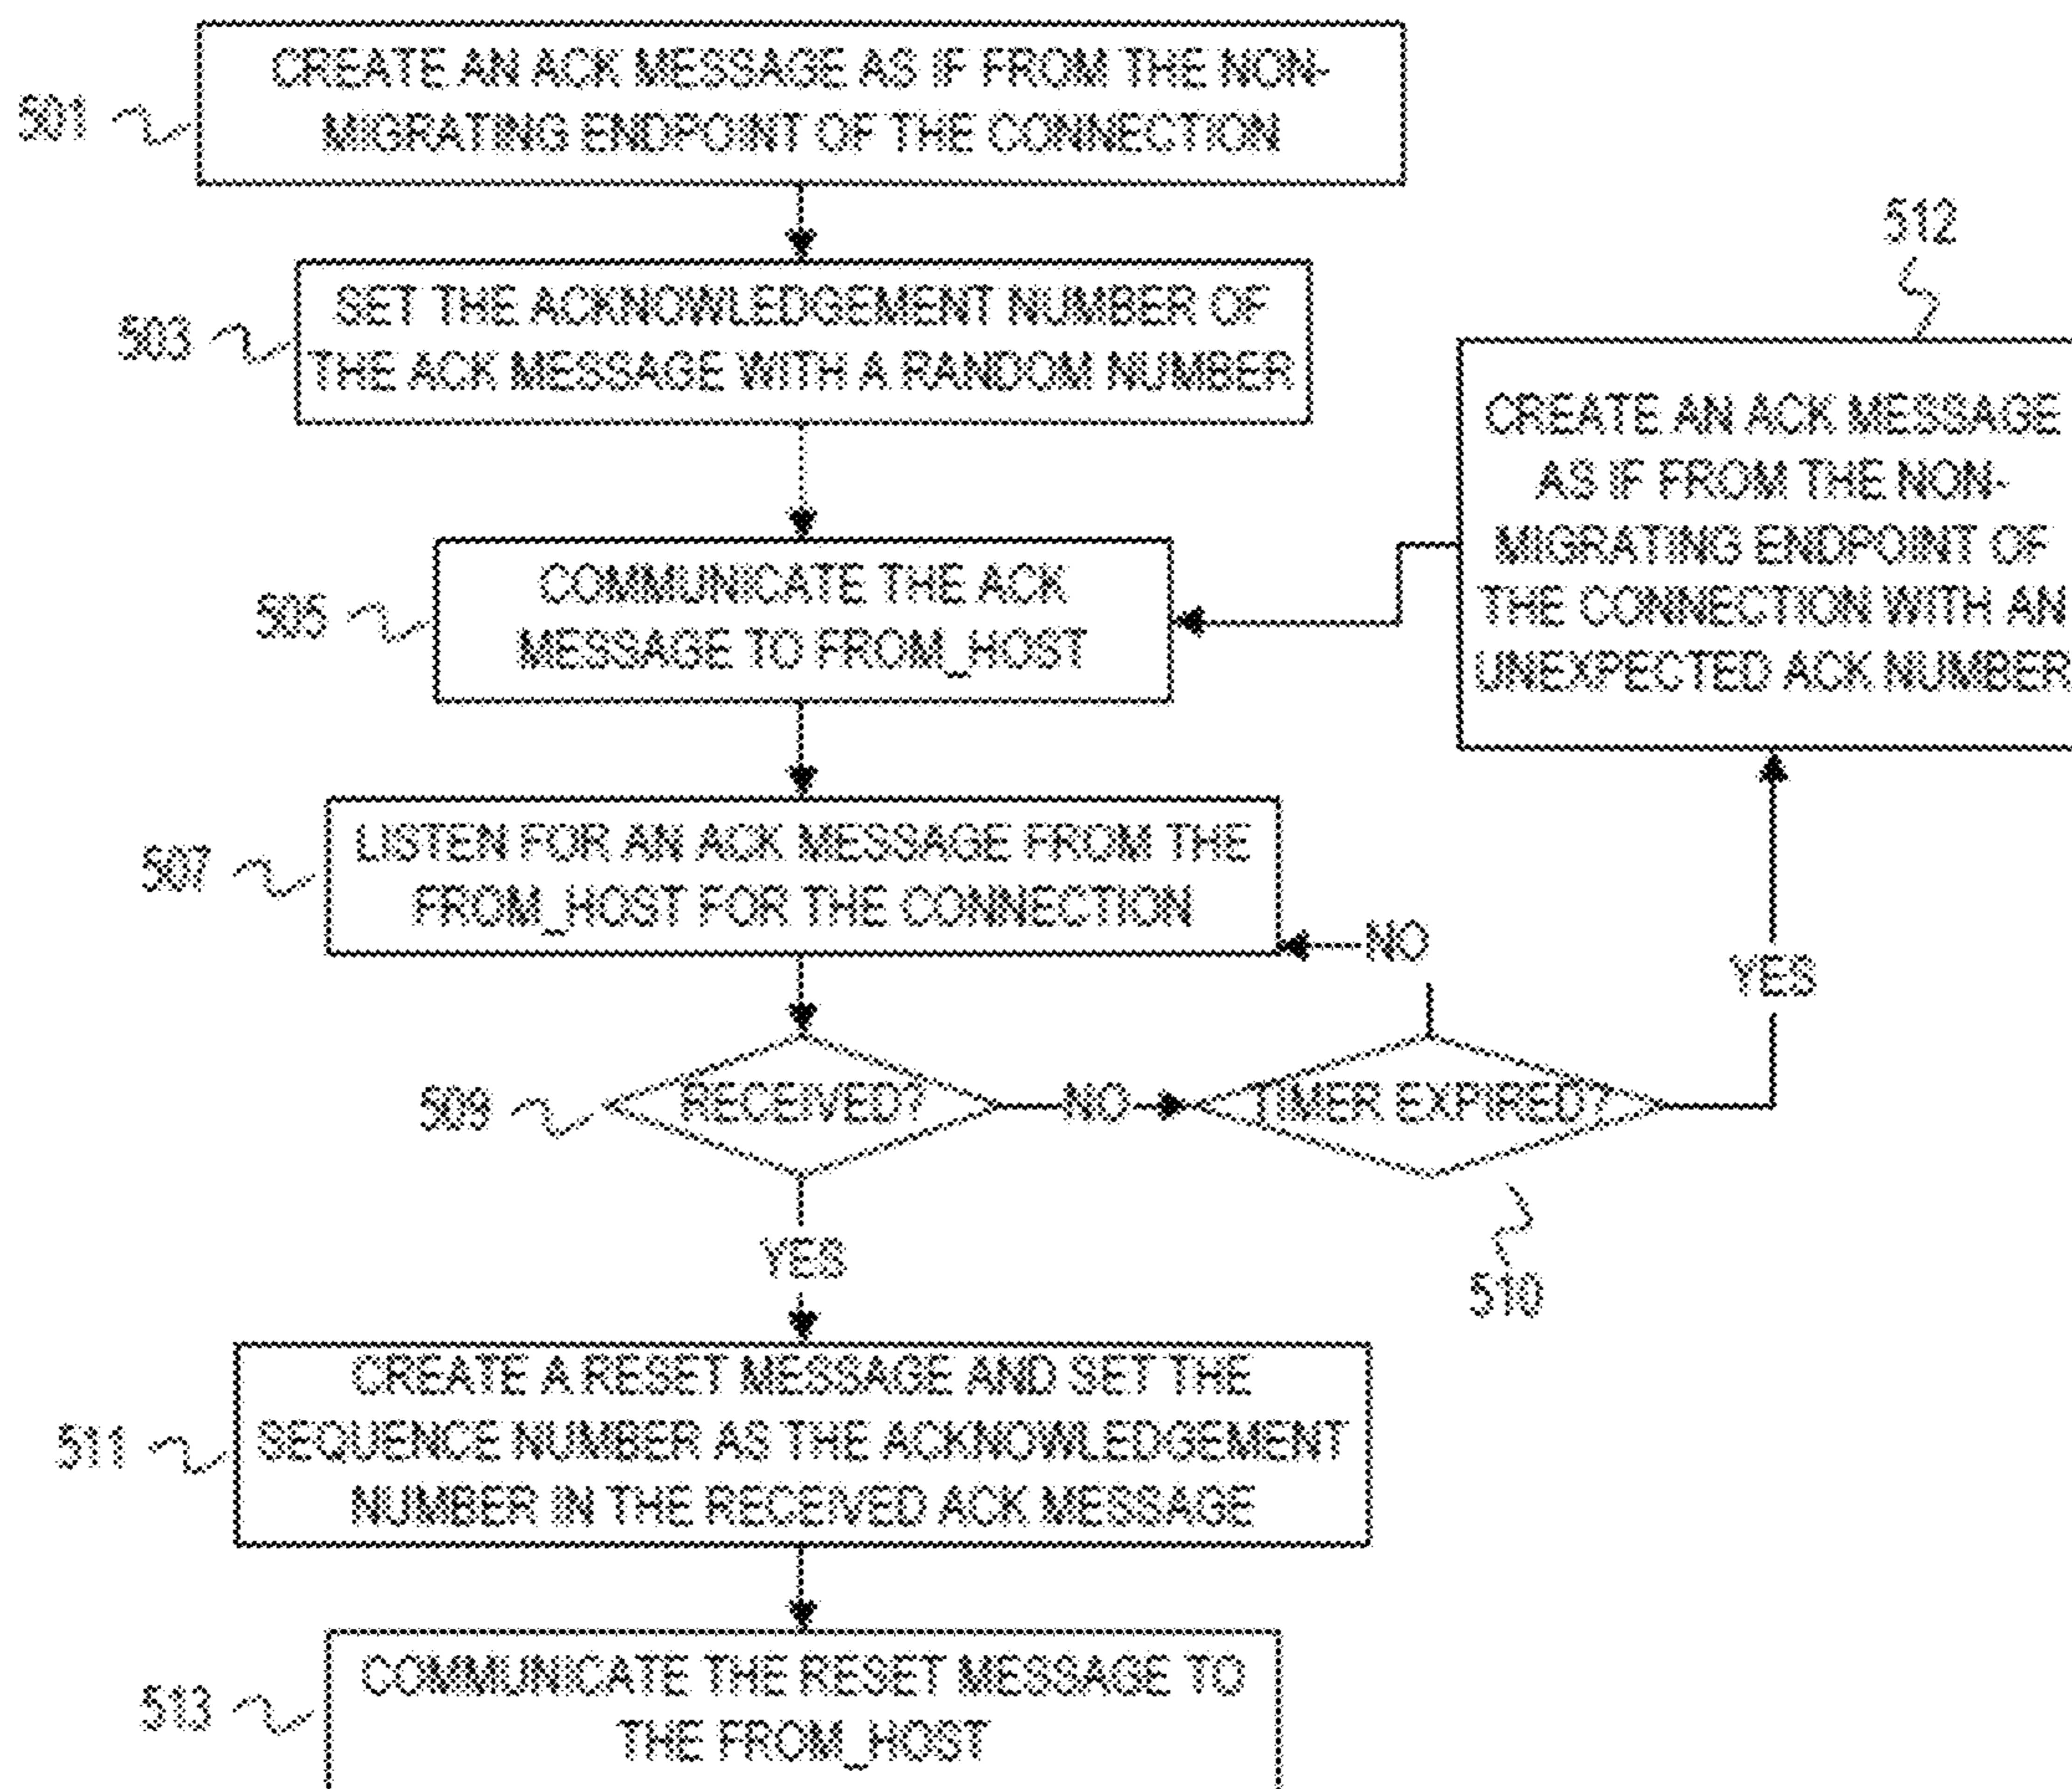 501
CREATE AN ACK MESSAGE AS IF FROM THE NON-
MIGRATING ENDPOINT OF THE CONNECTION
503
SET THE ACKNOWLEDGEMENT NUMBER OF
THE ACK MESSAGE WITH A RANDOM NUMBER
512
CREATE AN ACK MESSAGE
AS IF FROM THE NON-
MIGRATING ENDPOINT OF
THE CONNECTION WITH AN
UNEXPECTED ACK NUMBER
505
COMMUNICATE THE ACK
MESSAGE TO FROM_HOST
507
LISTEN FOR AN ACK MESSAGE FROM THE
FROM_HOST FOR THE CONNECTION
NO
YES
509
RECEIVED?
NO
TIMER EXPIRED?
510
YES
511
CREATE A RESET MESSAGE AND SET THE
SEQUENCE NUMBER AS THE ACKNOWLEDGEMENT
NUMBER IN THE RECEIVED ACK MESSAGE
513
COMMUNICATE THE RESET MESSAGE TO
THE FROM_HOST